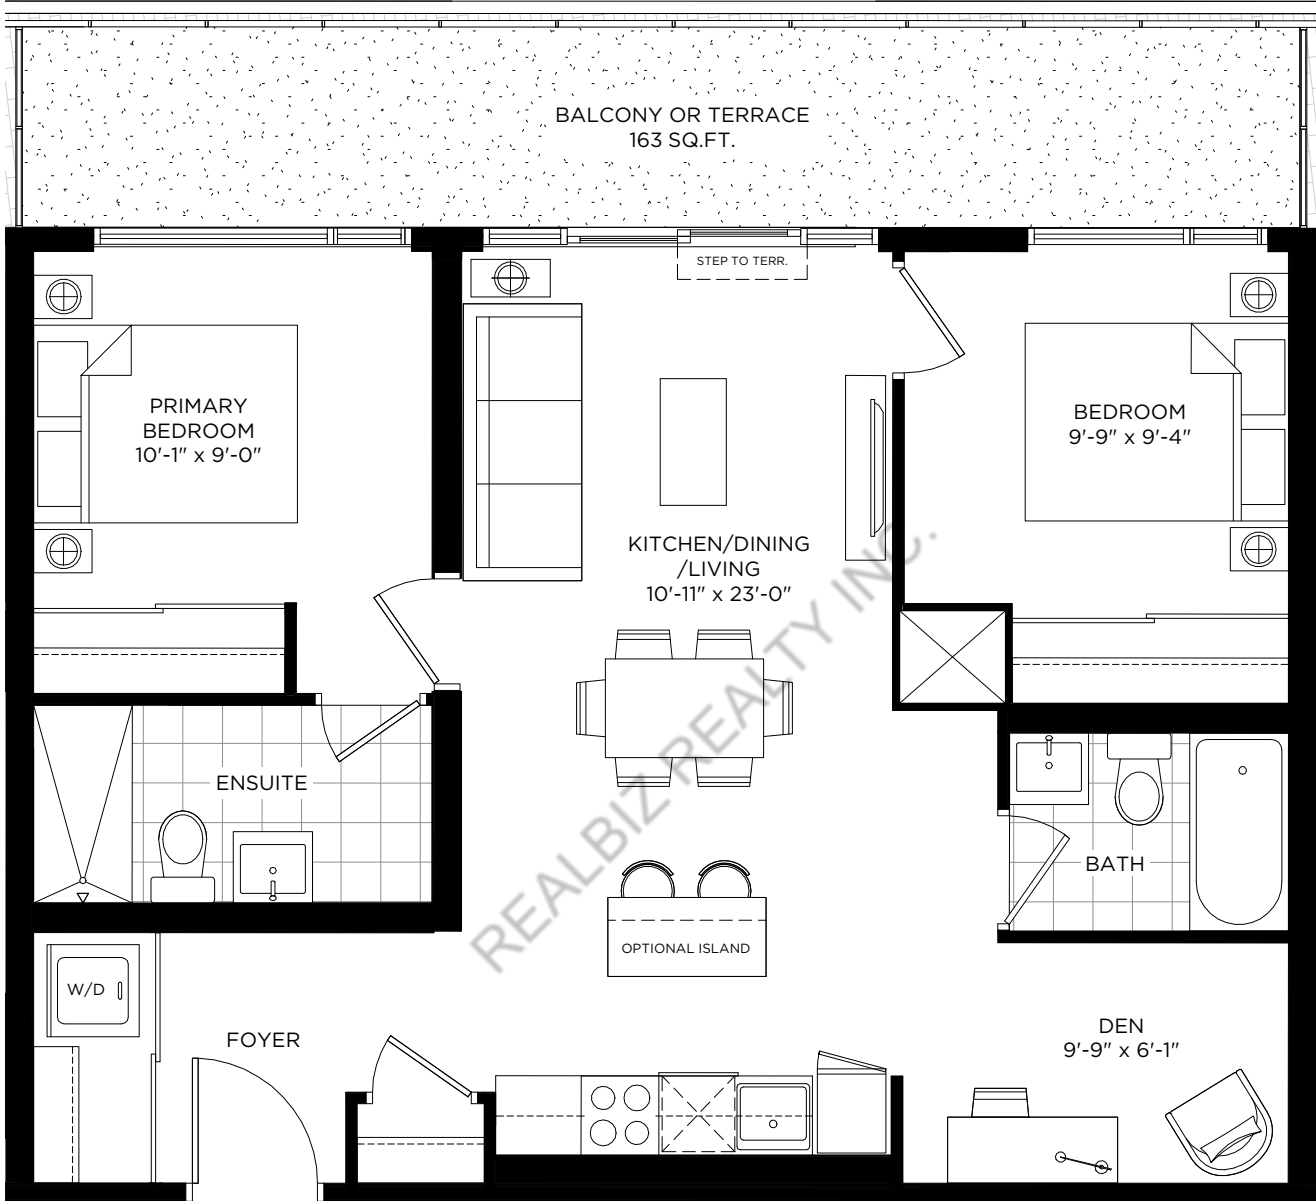 BALCONY OR TERRACE
163 SQ.FT.
STEP TO TERR.
PRIMARY
BEDROOM
10'-1" x 9'-0"
BEDROOM
9'-9" x 9'-4"
KITCHEN/DINING
/LIVING
10'-11" x 23'-0"
REALBIZ REALTY INC.
ENSUITE
BATH
OPTIONAL ISLAND
W/D
FOYER
DEN
9'-9" x 6'-1"